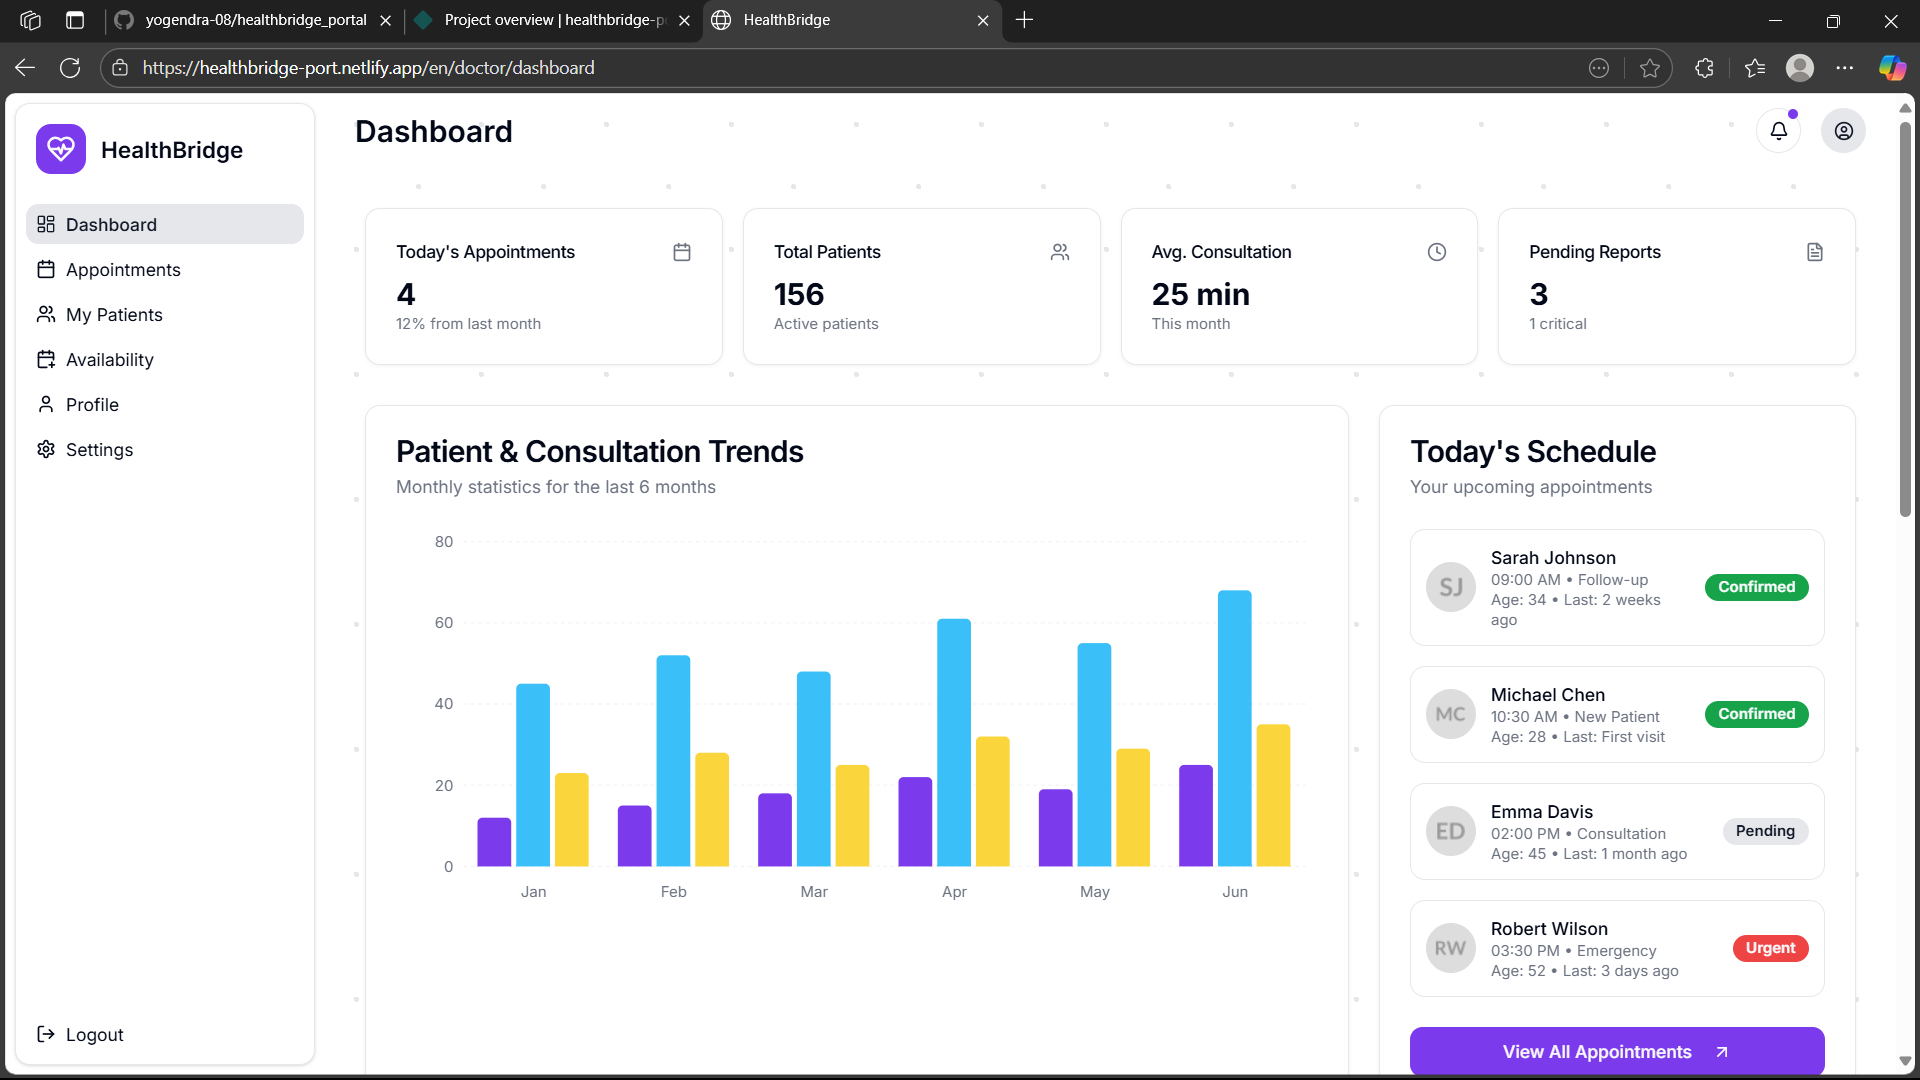 yogendra-08/healthbridge_portal
Project overview | healthbridge-po
HealthBridge
https://healthbridge-port.netlify.app/en/doctor/dashboard
HealthBridge
Dashboard
Appointments
My Patients
Availability
Profile
Settings
Logout
Dashboard
Today's Appointments
4
12% from last month
Total Patients
156
Active patients
Avg. Consultation
25 min
This month
Pending Reports
3
1 critical
Patient & Consultation Trends
Monthly statistics for the last 6 months
80
60
40
20
0
Jan Feb Mar Apr May Jun
Today's Schedule
Your upcoming appointments
SJ
Sarah Johnson
09:00 AM • Follow-up
Age: 34 • Last: 2 weeks
ago
Confirmed
MC
Michael Chen
10:30 AM • New Patient
Age: 28 • Last: First visit
Confirmed
ED
Emma Davis
02:00 PM • Consultation
Age: 45 • Last: 1 month ago
Pending
RW
Robert Wilson
03:30 PM • Emergency
Age: 52 • Last: 3 days ago
Urgent
View All Appointments